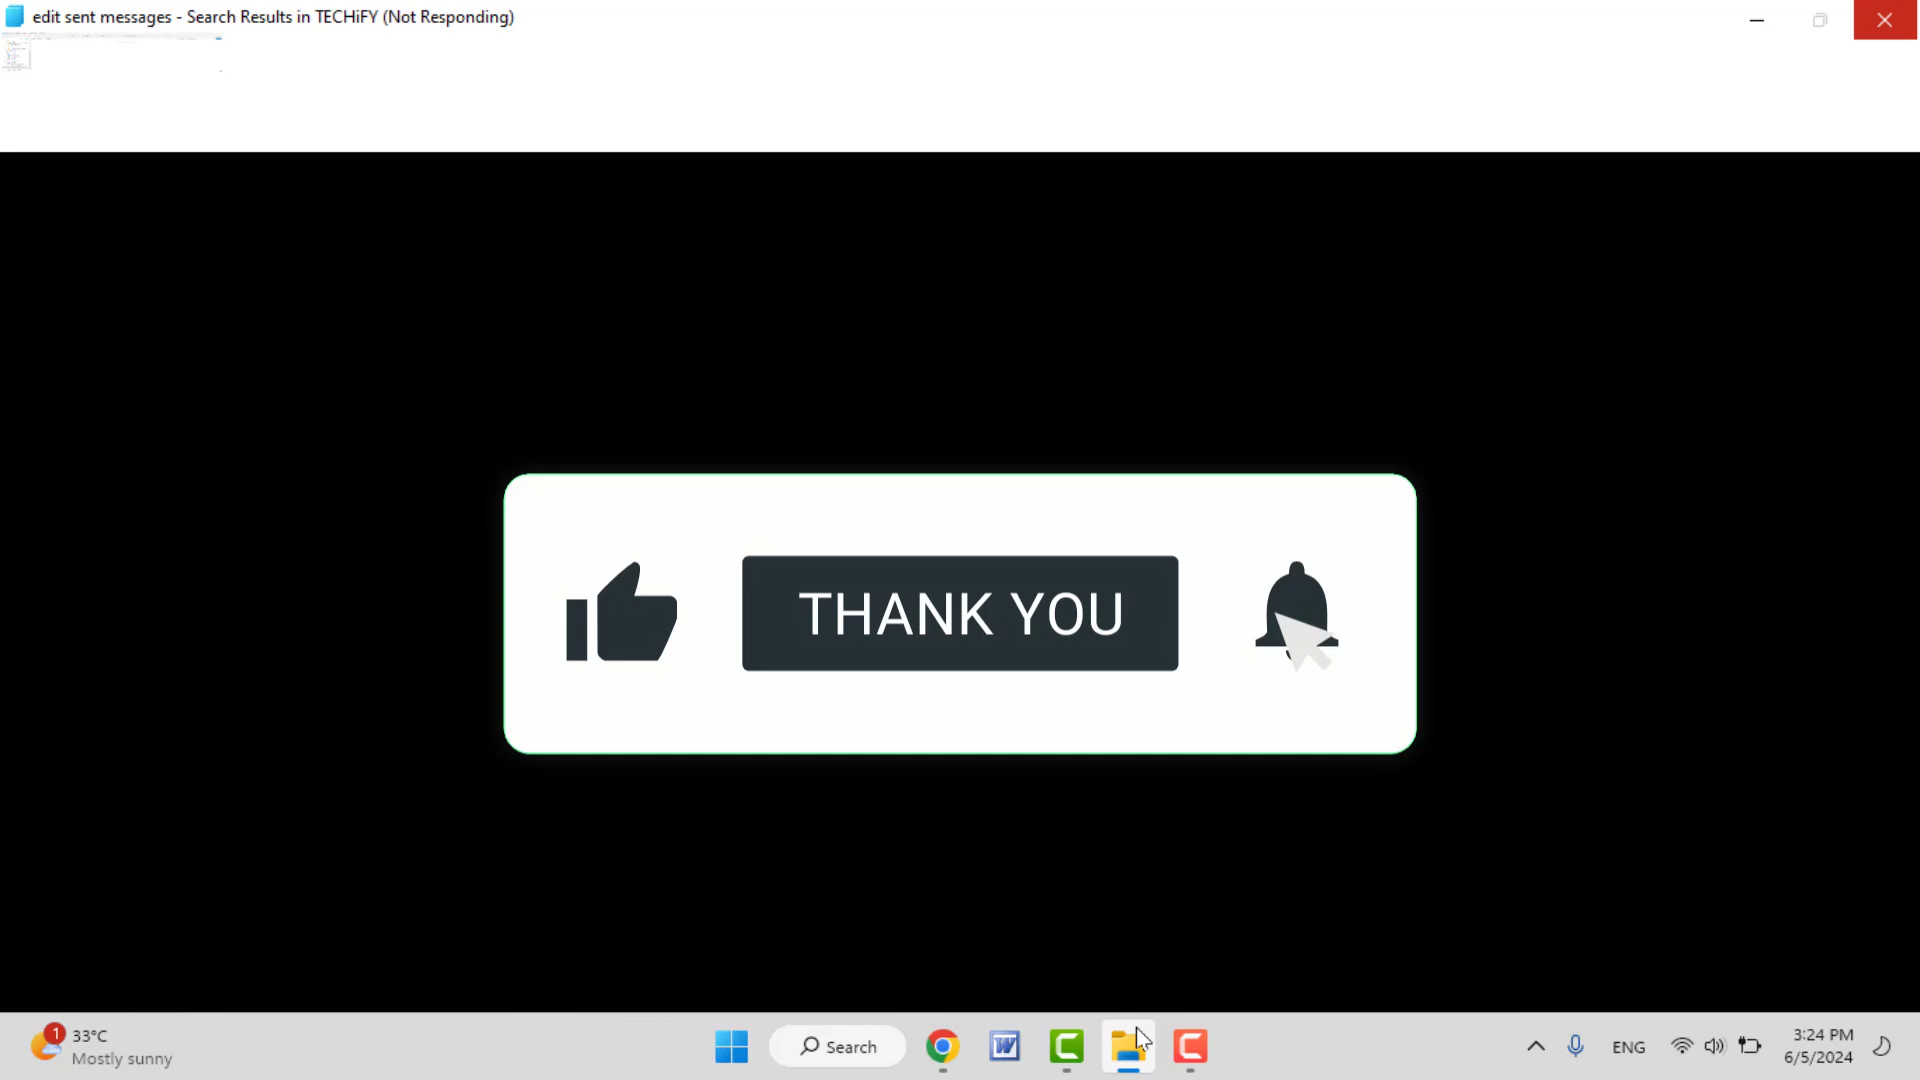 edit sent messages - Search Results in TECHiFY (Not Responding)
THANK YOU
1
33°C
Mostly sunny
Search
ENG
3:24 PM
6/5/2024